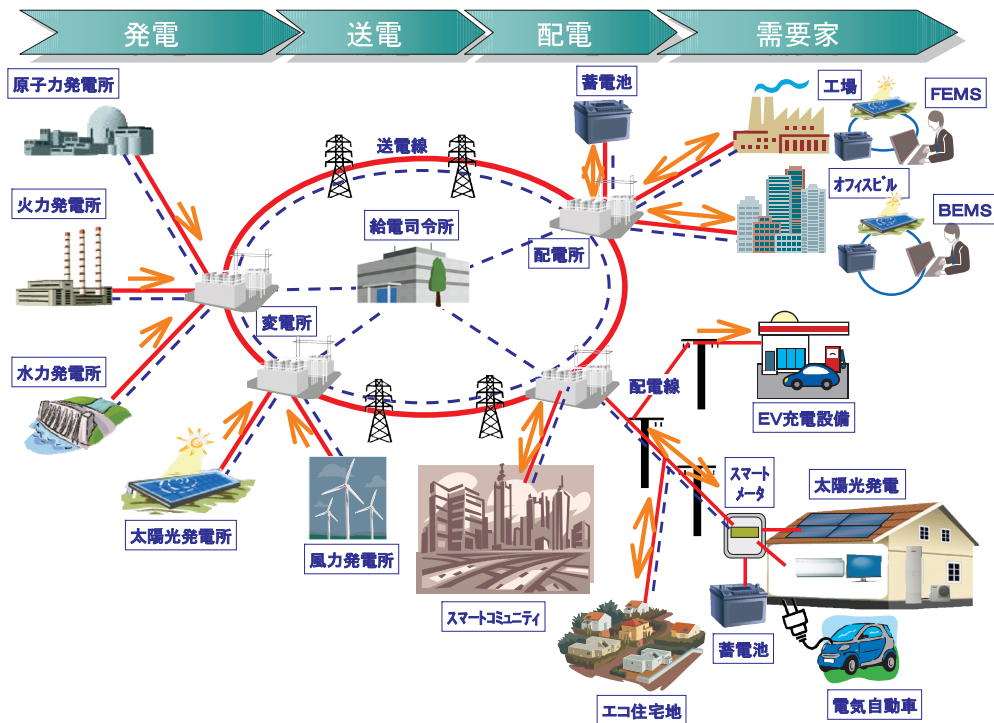 発電
送電
配電
需要家
原子力発電所
火力発電所
水力発電所
太陽光発電所
風力発電所
変電所
送電線
給電司令所
蓄電池
配電所
工場
FEMS
オフィスビル
BEMS
配電線
EV充電設備
スマートコミュニティ
エコ住宅地
スマート
メータ
太陽光発電
蓄電池
電気自動車